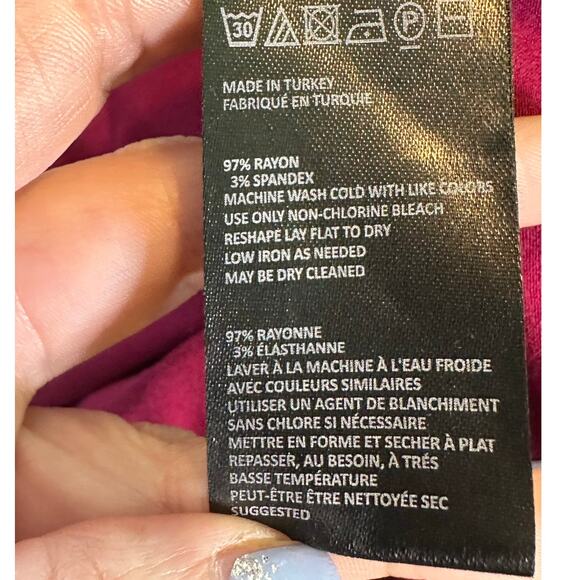 30
P
MADE IN TURKEY
FABRIQUÉ EN TURQUIE
97% RAYON
3% SPANDEX
MACHINE WASH COLD WITH LIKE COLORS
USE ONLY NON-CHLORINE BLEACH
RESHAPE LAY FLAT TO DRY
LOW IRON AS NEEDED
MAY BE DRY CLEANED
97% RAYONNE
3% ÉLASTHANNE
LAVER À LA MACHINE À L'EAU FROIDE
AVEC COULEURS SIMILAIRES
UTILISER UN AGENT DE BLANCHIMENT
SANS CHLORE SI NÉCESSAIRE
METTRE EN FORME ET SECHER À PLAT
REPASSER, AU BESOIN, À TRÉS
BASSE TEMPÉRATURE
PEUT-ÊTRE ÊTRE NETTOYÉE SEC
SUGGESTED